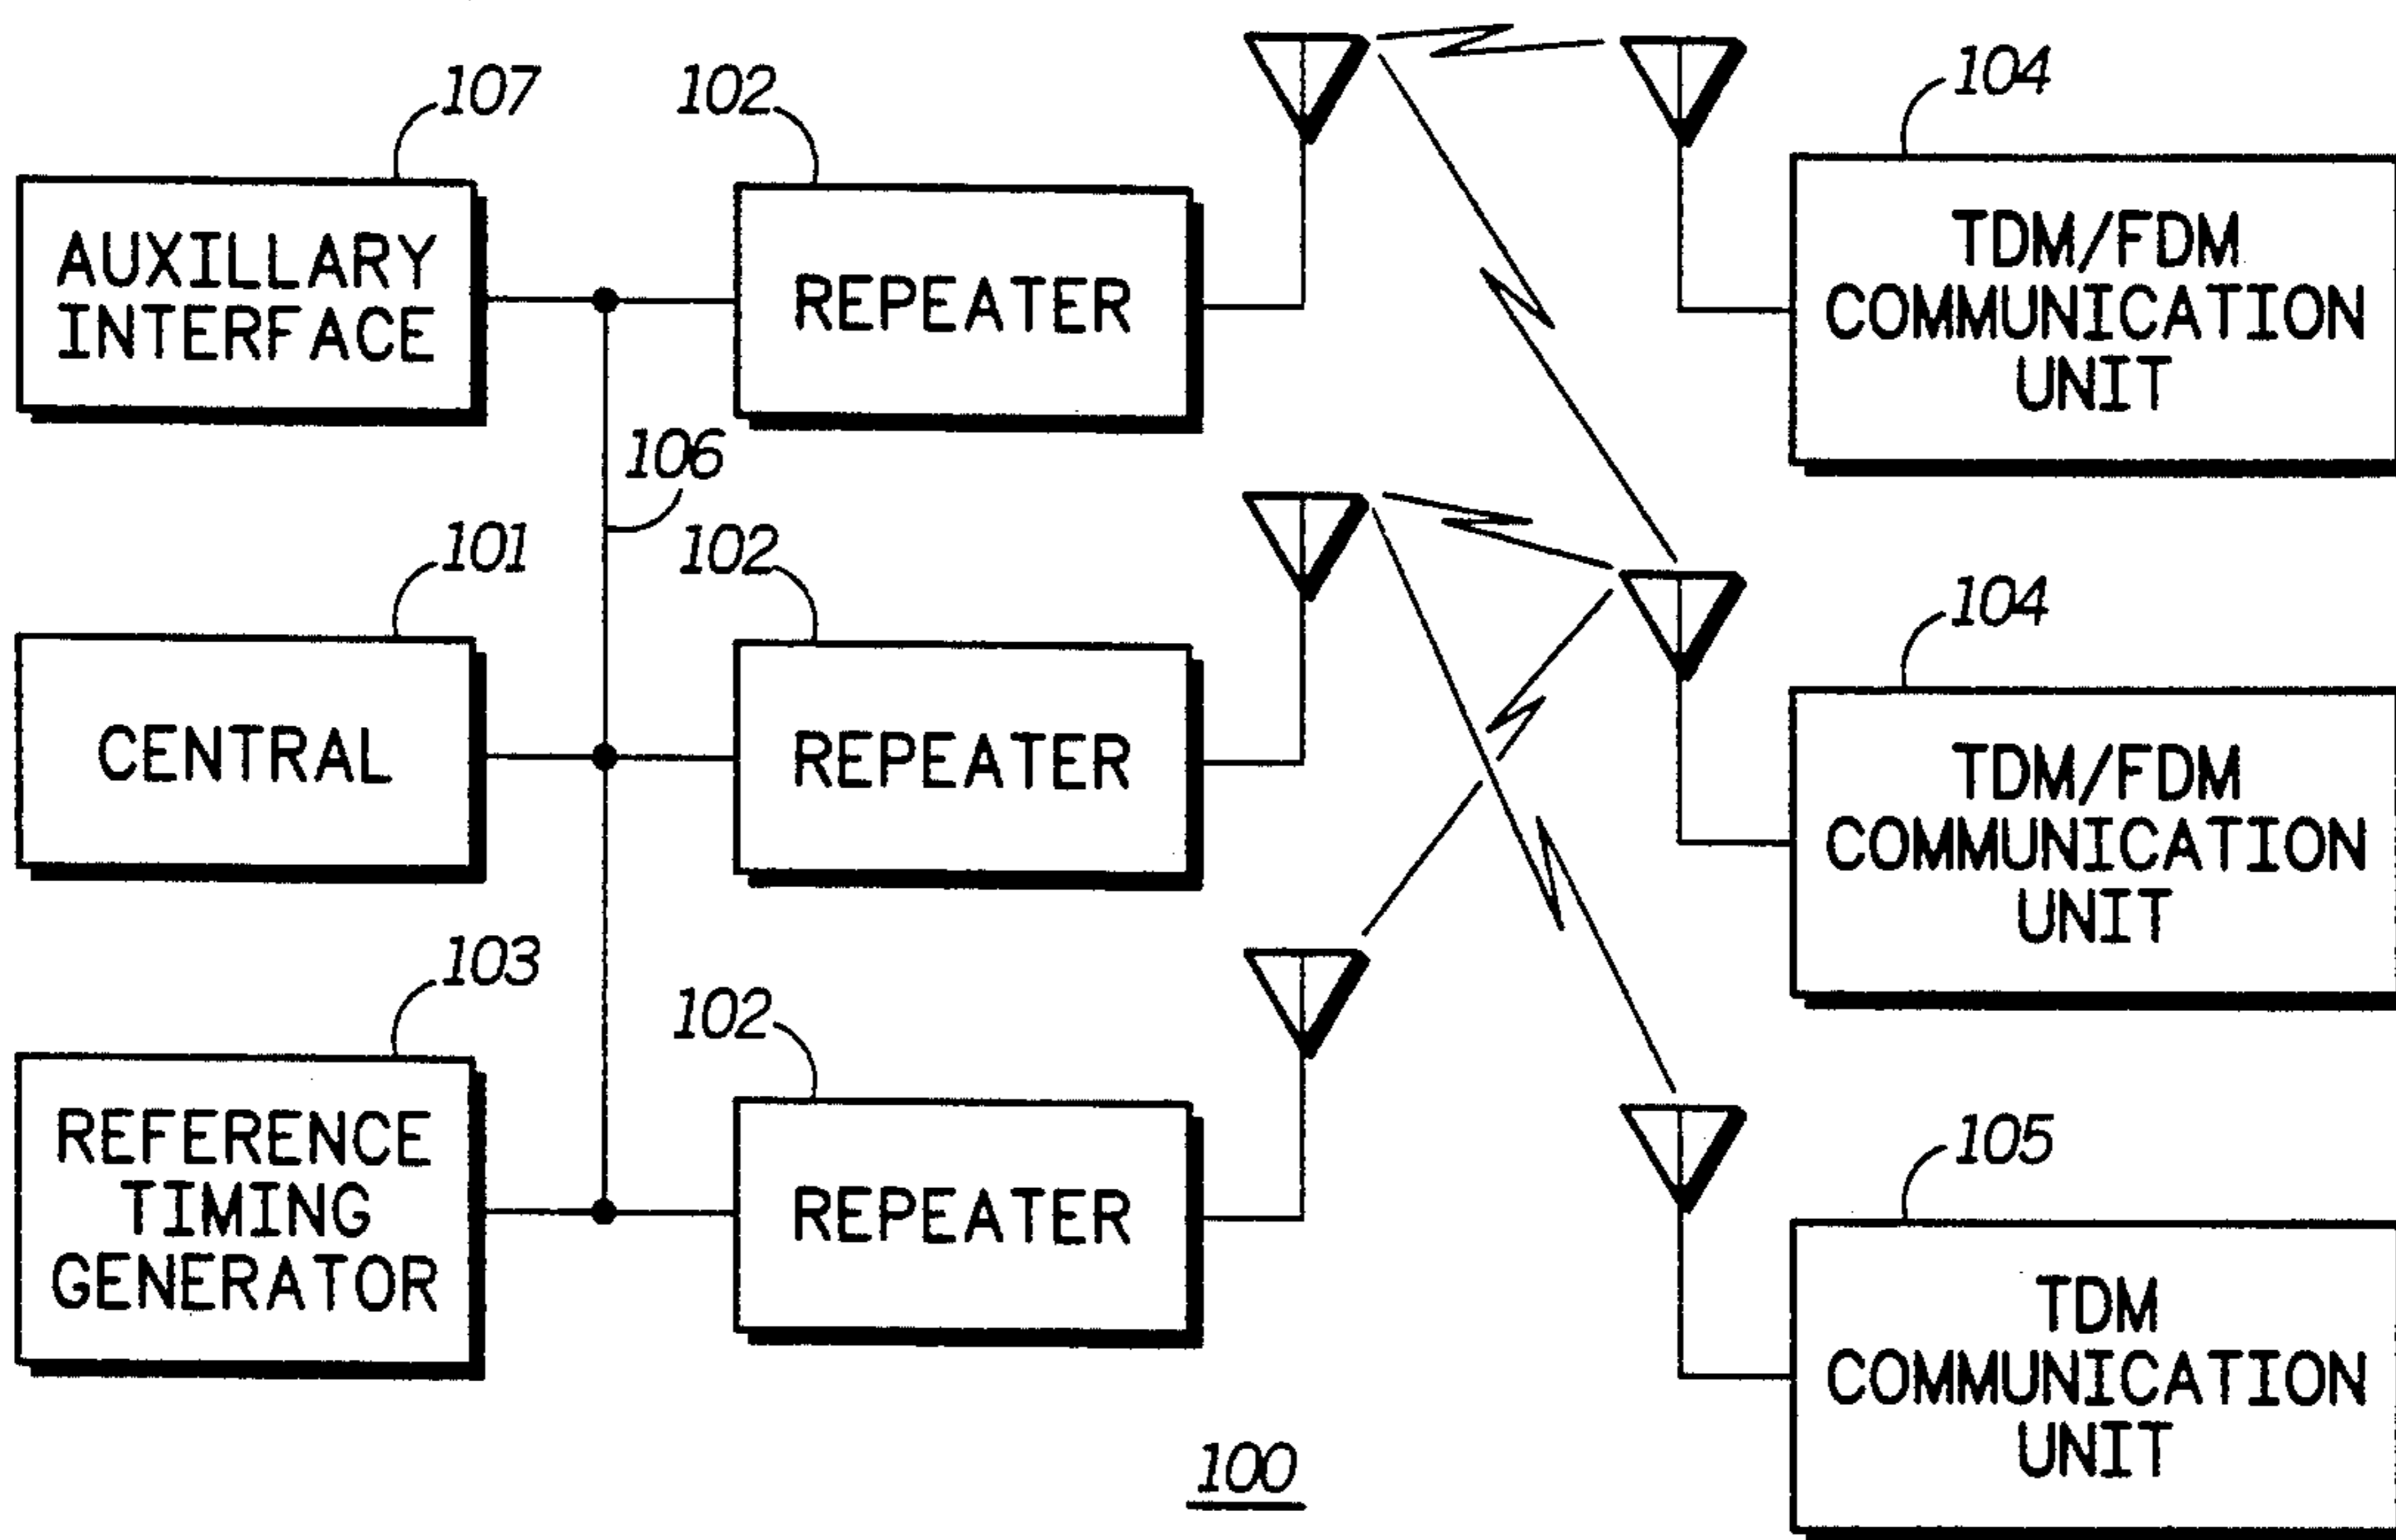 107
AUXILLARY
INTERFACE
102
REPEATER
104
TDM/FDM
COMMUNICATION
UNIT
106
101
CENTRAL
102
REPEATER
104
TDM/FDM
COMMUNICATION
UNIT
103
REFERENCE
TIMING
GENERATOR
102
REPEATER
105
TDM
COMMUNICATION
UNIT
100